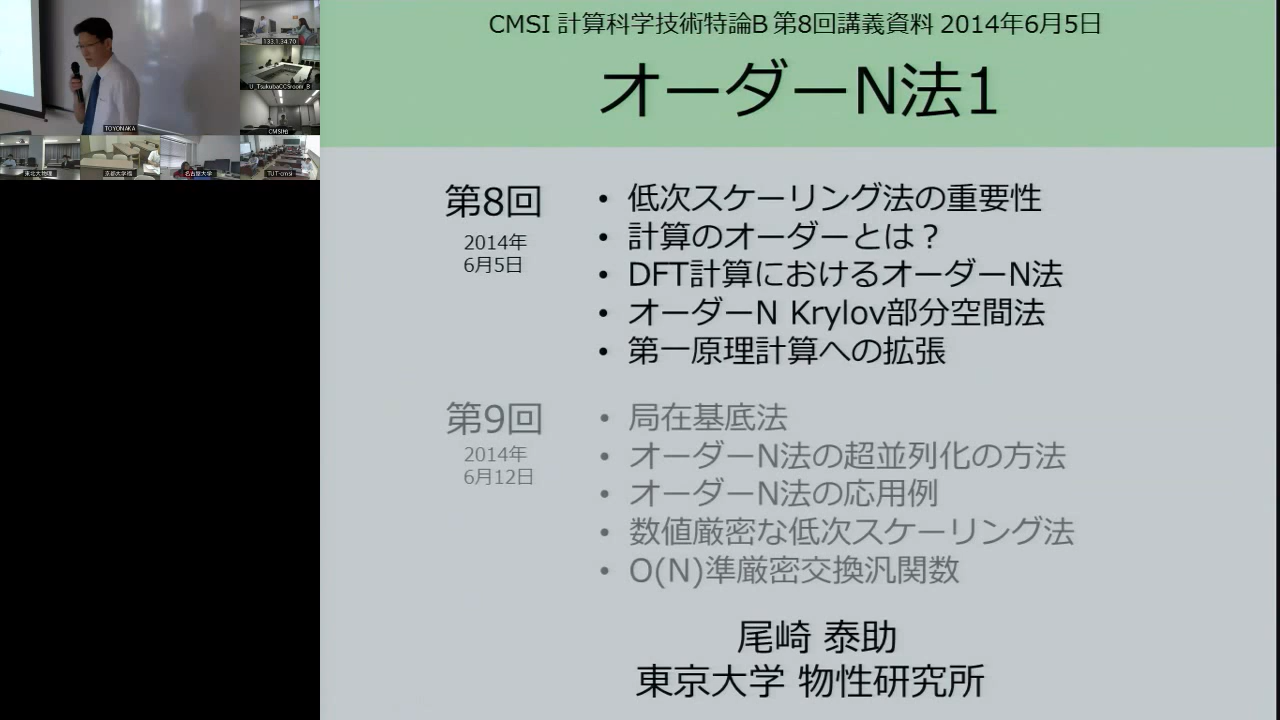 CMSI 計算科学技術特論B 第8回講義資料 2014年6月5日
オーダーN法1
第8回
2014年
6月5日
・ 低次スケーリング法の重要性
・ 計算のオーダーとは？
・ DFT計算におけるオーダーN法
・ オーダーN Krylov部分空間法
・ 第一原理計算への拡張
第9回
2014年
6月12日
・ 局在基底法
・ オーダーN法の超並列化の方法
・ オーダーN法の応用例
・ 数値厳密な低次スケーリング法
・ O(N)準厳密交換汎関数
尾崎 泰助
東京大学 物性研究所
133.1.34.70
U_TsukubaCCSroom_B
TOYONAKA
CMSI柏
東北大物理
名古屋大学
TUT-cmsi